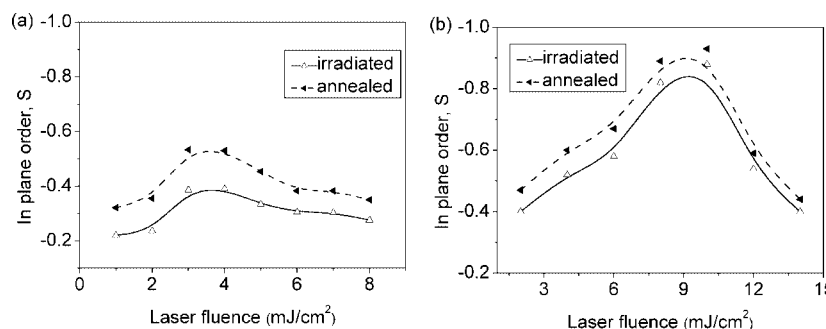 (a)
-1.0
-0.8
-0.6
-0.4
-0.2
In plane order, S
irradiated
annealed
0 2 4 6 8
Laser fluence (mJ/cm²)
(b)
-1.0
-0.8
-0.6
-0.4
-0.2
In plane order, S
irradiated
annealed
3 6 9 12 15
Laser fluence (mJ/cm²)